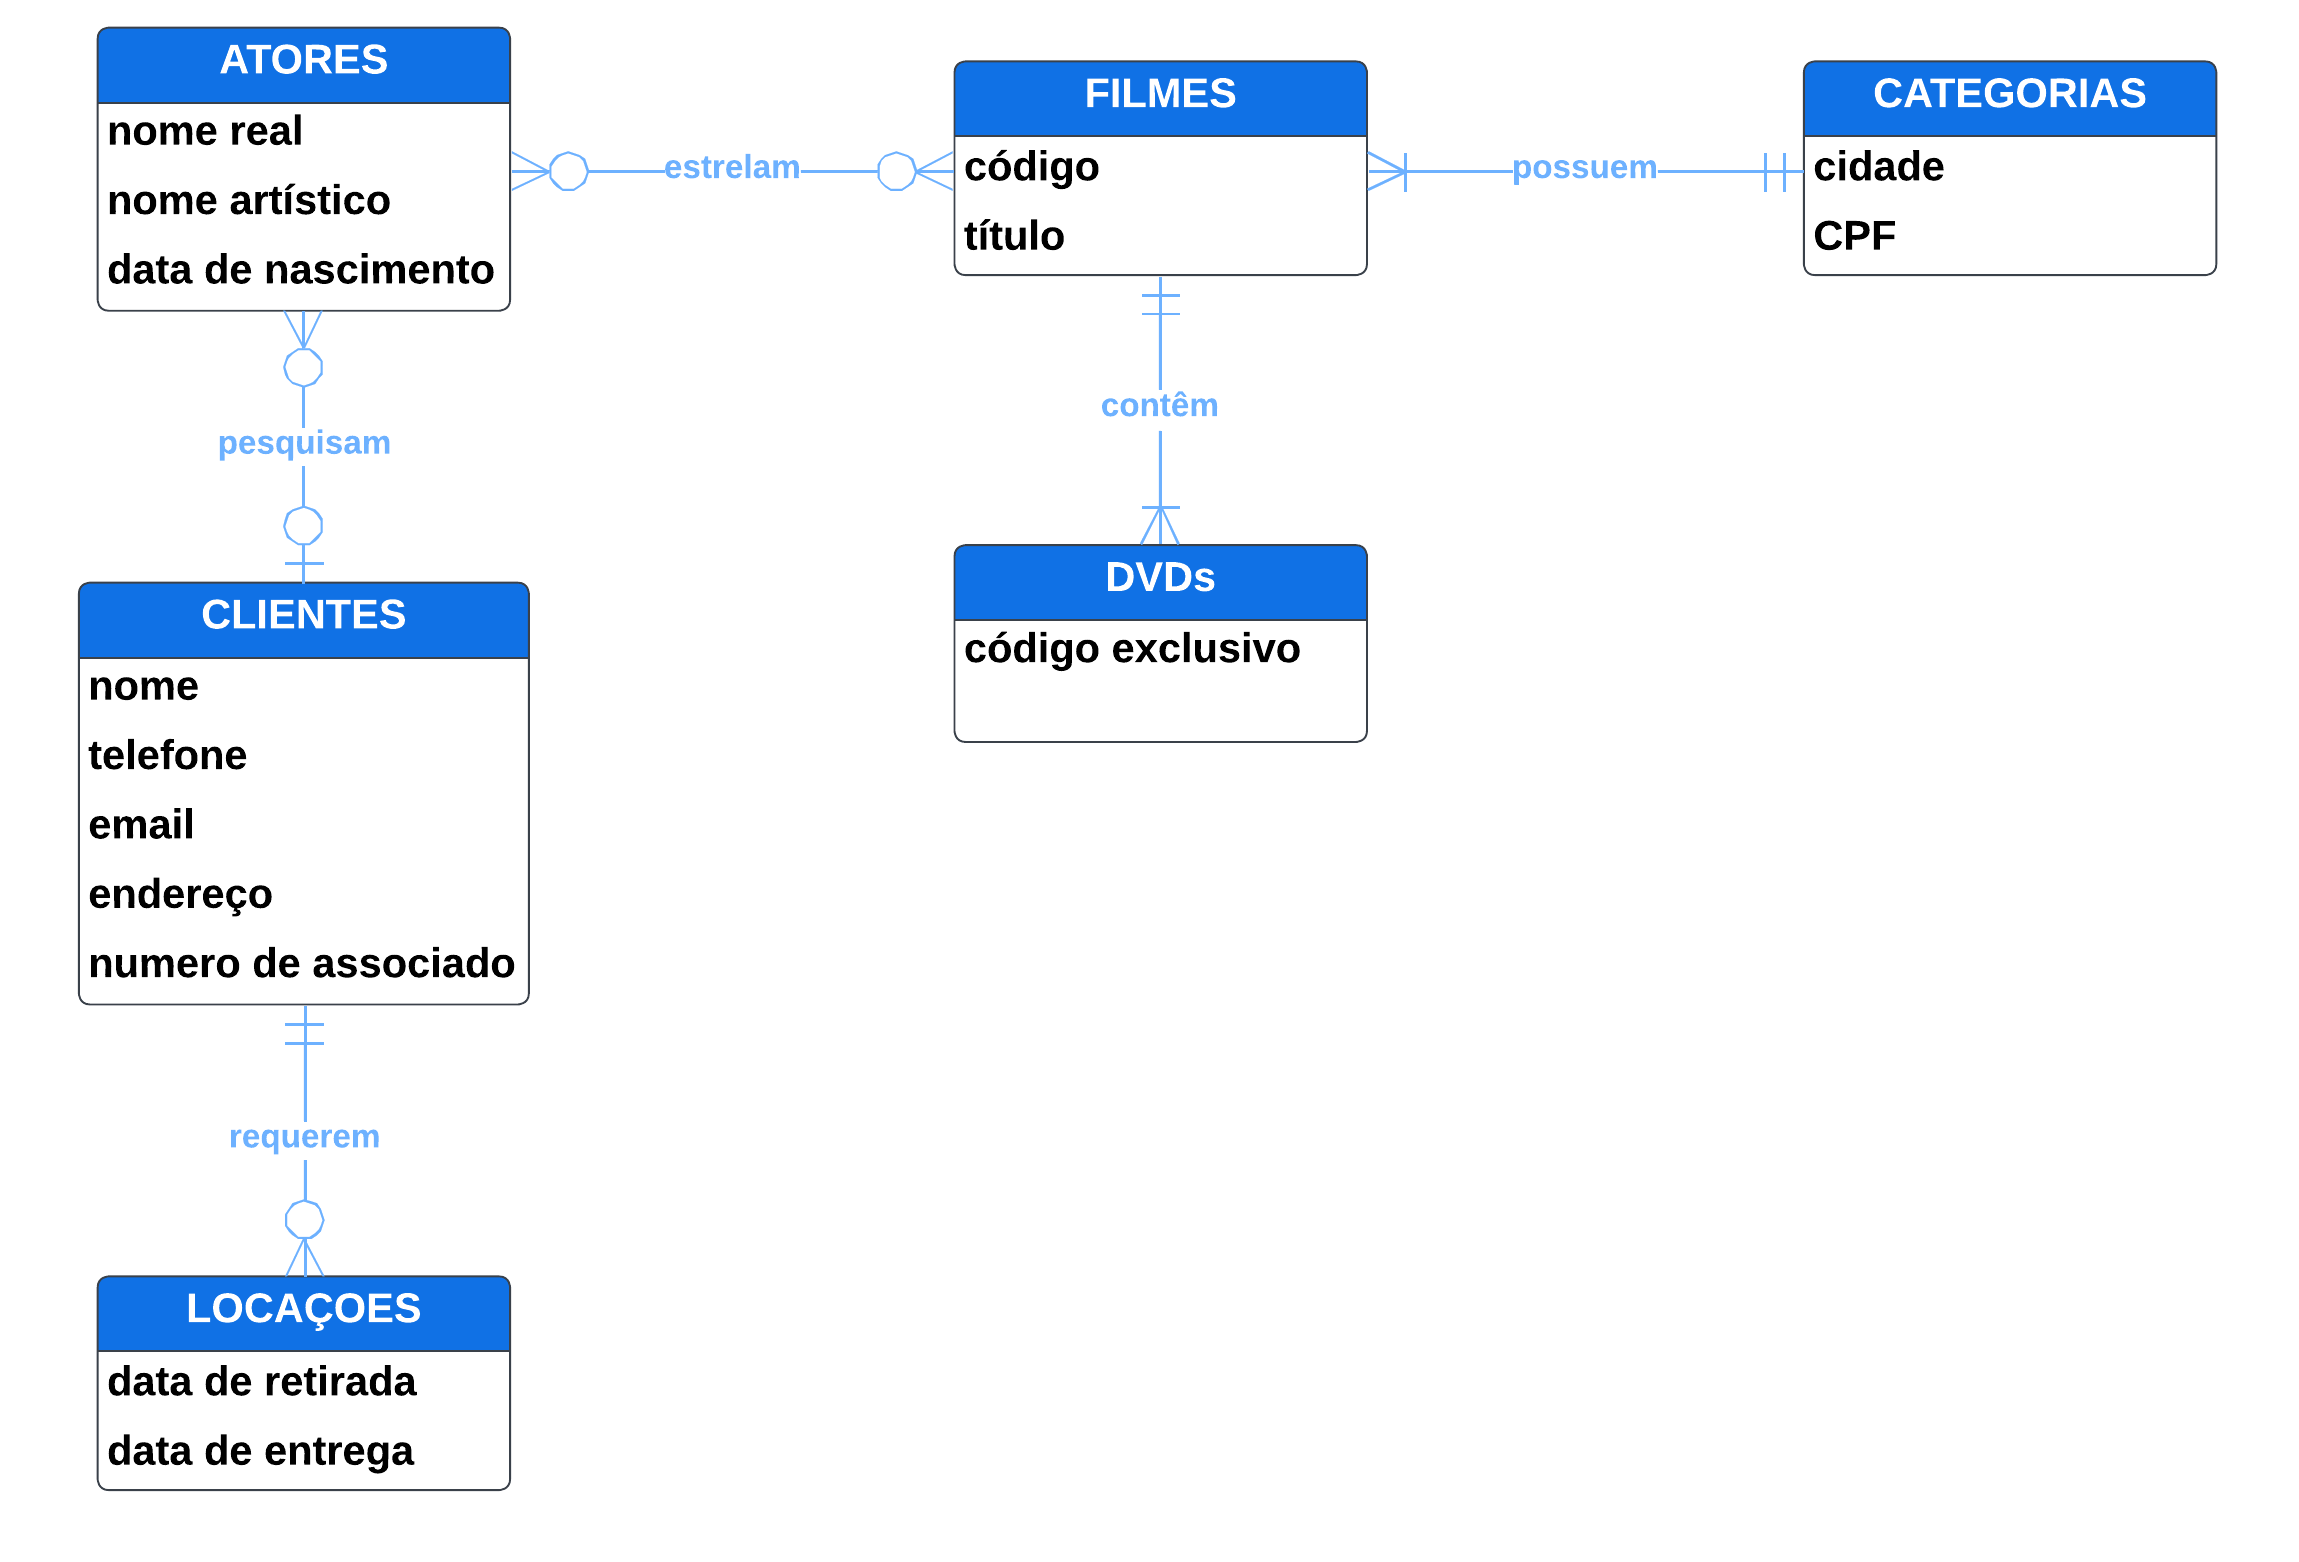 ATORES
nome real
nome artístico
data de nascimento
estrelam
FILMES
código
título
possuem
CATEGORIAS
cidade
CPF
pesquisam
contêm
CLIENTES
nome
telefone
email
endereço
numero de associado
DVDs
código exclusivo
requerem
LOCAÇOES
data de retirada
data de entrega